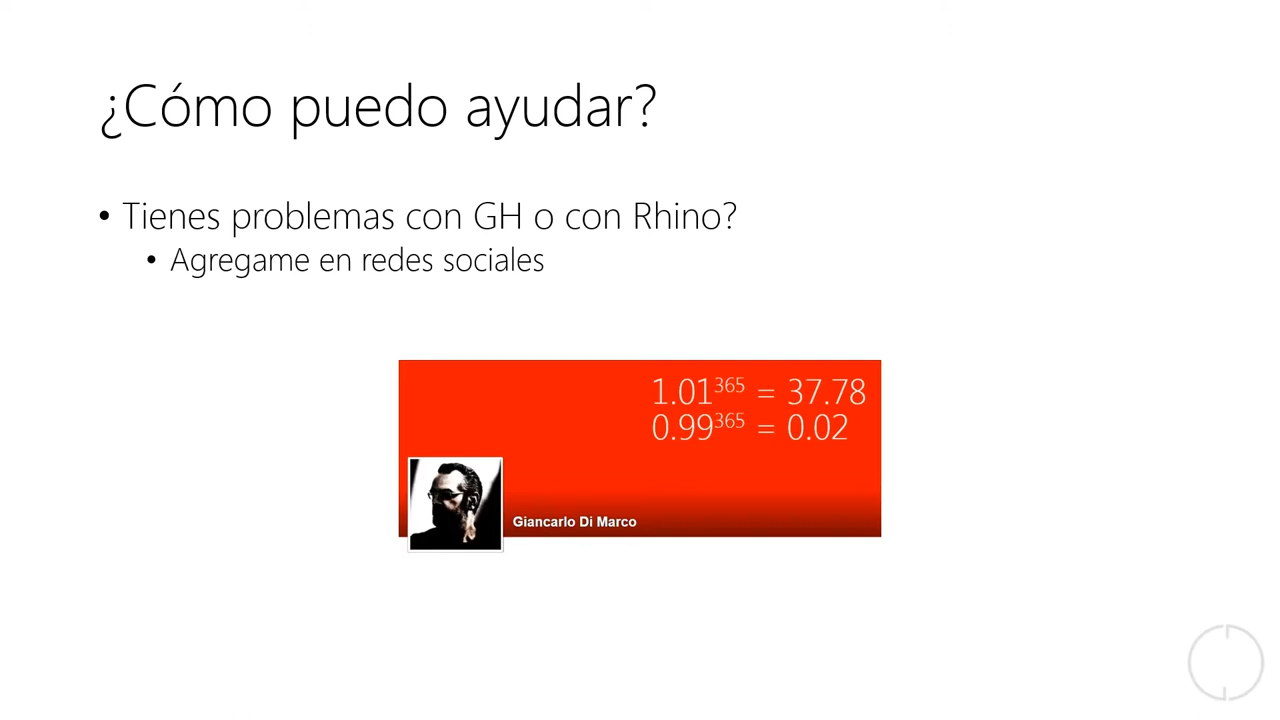 ¿Cómo puedo ayudar?
• Tienes problemas con GH o con Rhino?
• Agregame en redes sociales
1.01³⁶⁵ = 37.78
0.99³⁶⁵ = 0.02
Giancarlo Di Marco